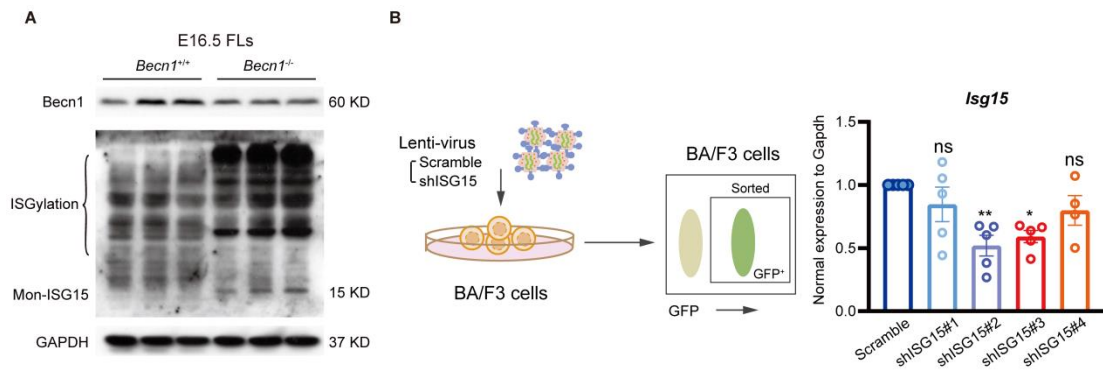 A
E16.5 FLs
Becn1+/+ Becn1-/-
Becn1 60 KD
ISGylation
Mon-ISG15 15 KD
GAPDH 37 KD
B
Lenti-virus
Scramble
shISG15
BA/F3 cells
BA/F3 cells
Sorted
GFP+
GFP
Isg15
Normal expression to Gapdh
1.5
1.0
0.5
0.0
ns
**
*
ns
Scramble
shISG15#1
shISG15#2
shISG15#3
shISG15#4